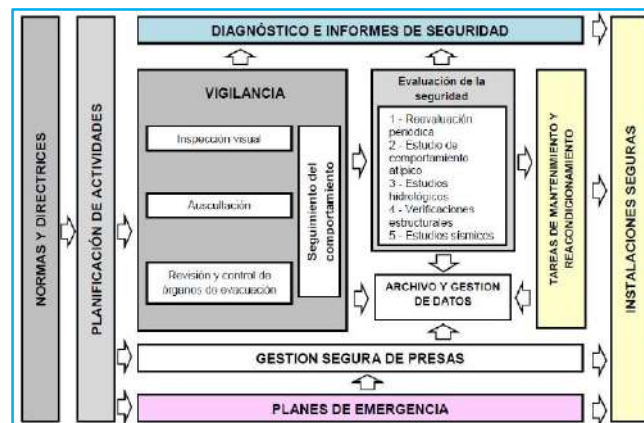 NORMAS Y DIRECTRICES
PLANIFICACIÓN DE ACTIVIDADES
DIAGNÓSTICO E INFORMES DE SEGURIDAD
VIGILANCIA
Inspección visual
Auscultación
Revisión y control de
órganos de evacuación
Seguimiento del
comportamiento
Evaluación de la
seguridad
1 - Reevaluación
periódica
2 - Estudio de
comportamiento
atípico
3 - Estudios
hidrológicos
4 - Verificaciones
estructurales
5 - Estudios sísmicos
ARCHIVO Y GESTION
DE DATOS
TAREAS DE MANTENIMIENTO Y
REACONDICIONAMIENTO
INSTALACIONES SEGURAS
GESTION SEGURA DE PRESAS
PLANES DE EMERGENCIA